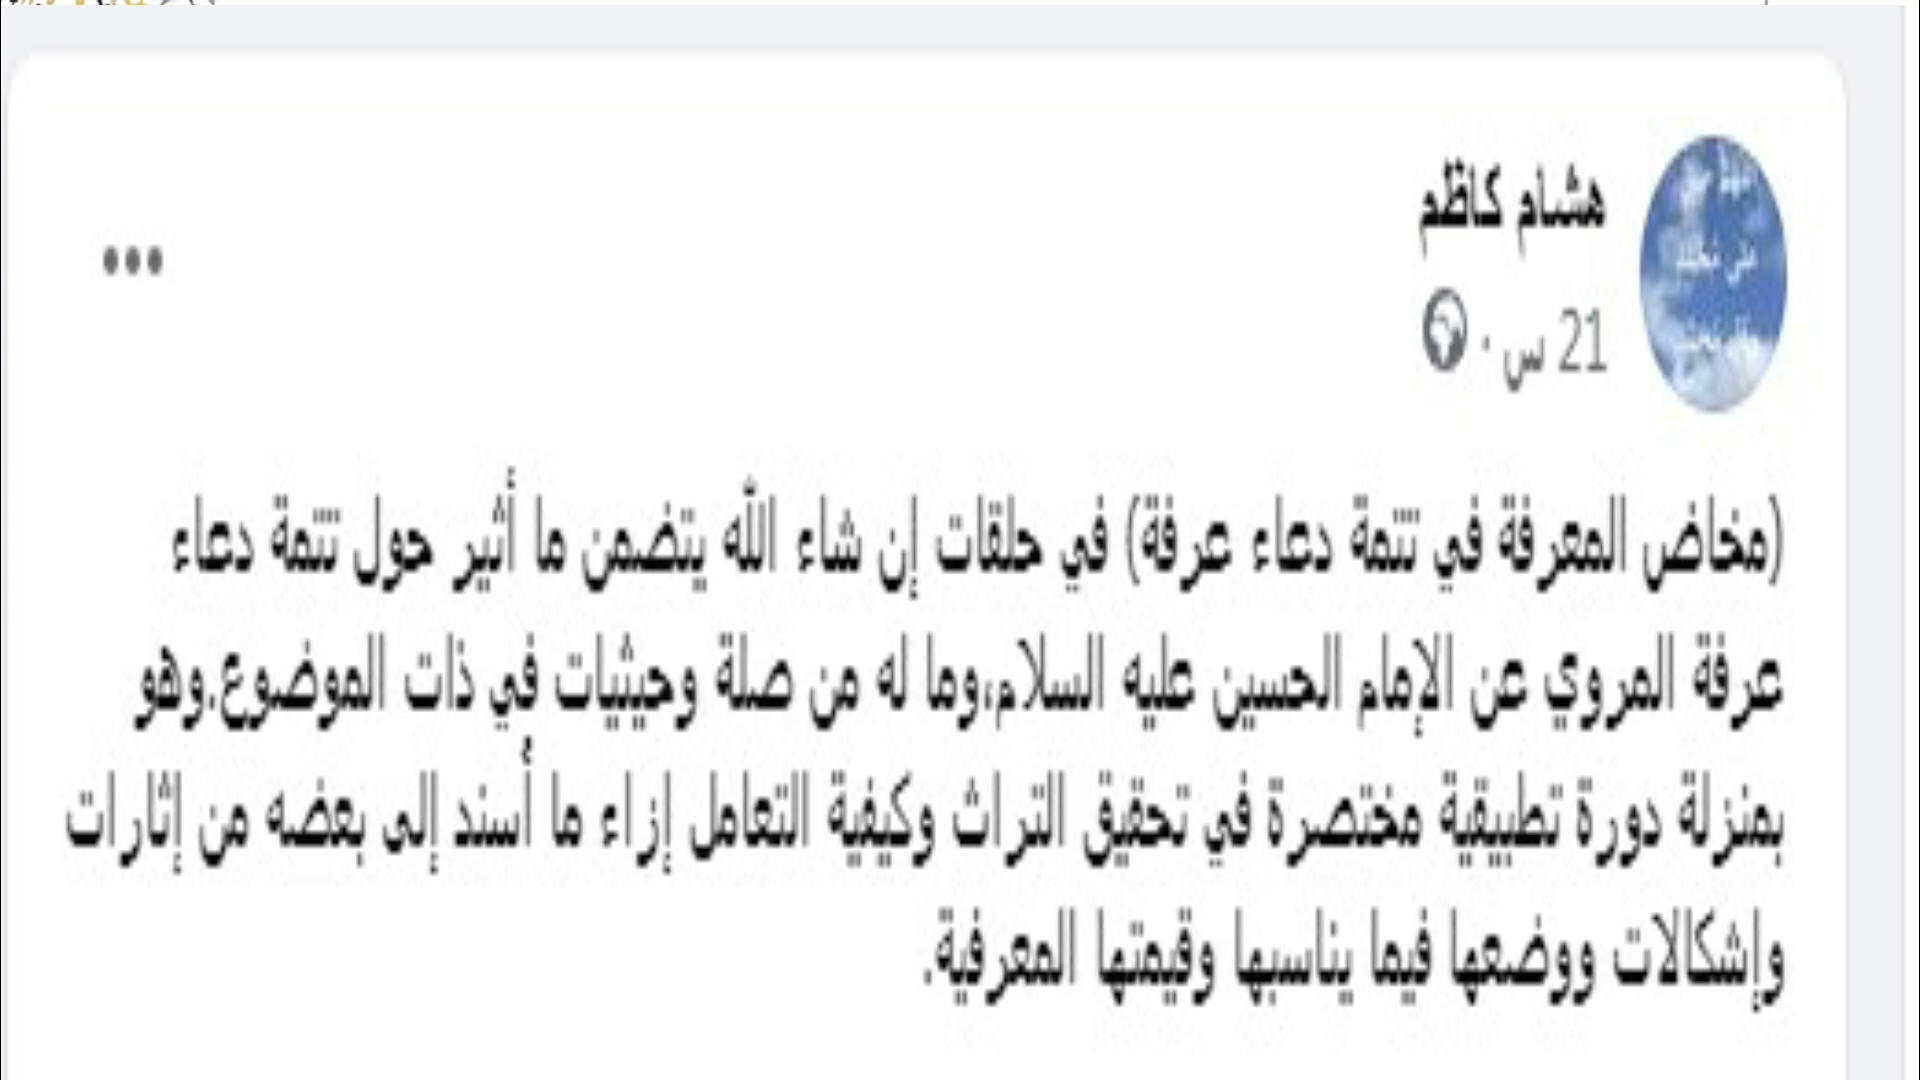 هشام كاظم
21 س ·
(مخاض المعرفة في تتمة دعاء عرفة) في حلقات إن شاء الله يتضمن ما أُثير حول تتمة دعاء
عرفة المروي عن الإمام الحسين عليه السلام،وما له من صلة وحيثيات في ذات الموضوع.وهو
بمنزلة دورة تطبيقية مختصرة في تحقيق التراث وكيفية التعامل إزاء ما أُسند إلى بعضه من إثارات
وإشكالات ووضعها فيما يناسبها وقيمتها المعرفية.